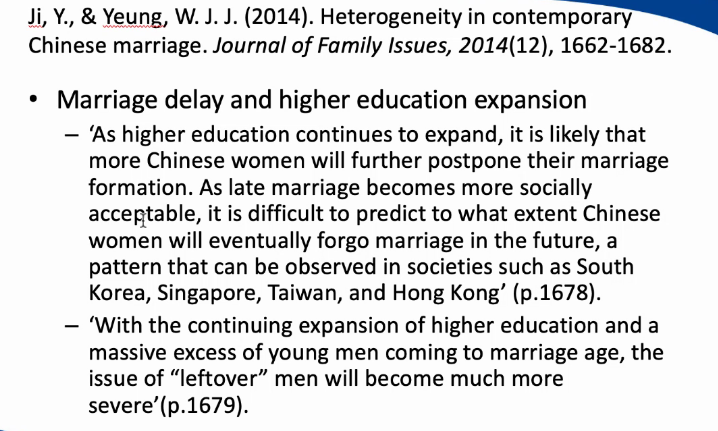 Ji, Y., & Yeung, W. J. J. (2014). Heterogeneity in contemporary
Chinese marriage. Journal of Family Issues, 2014(12), 1662-1682.
• Marriage delay and higher education expansion
– ‘As higher education continues to expand, it is likely that
more Chinese women will further postpone their marriage
formation. As late marriage becomes more socially
acceptable, it is difficult to predict to what extent Chinese
women will eventually forgo marriage in the future, a
pattern that can be observed in societies such as South
Korea, Singapore, Taiwan, and Hong Kong’ (p.1678).
– ‘With the continuing expansion of higher education and a
massive excess of young men coming to marriage age, the
issue of “leftover” men will become much more
severe’(p.1679).